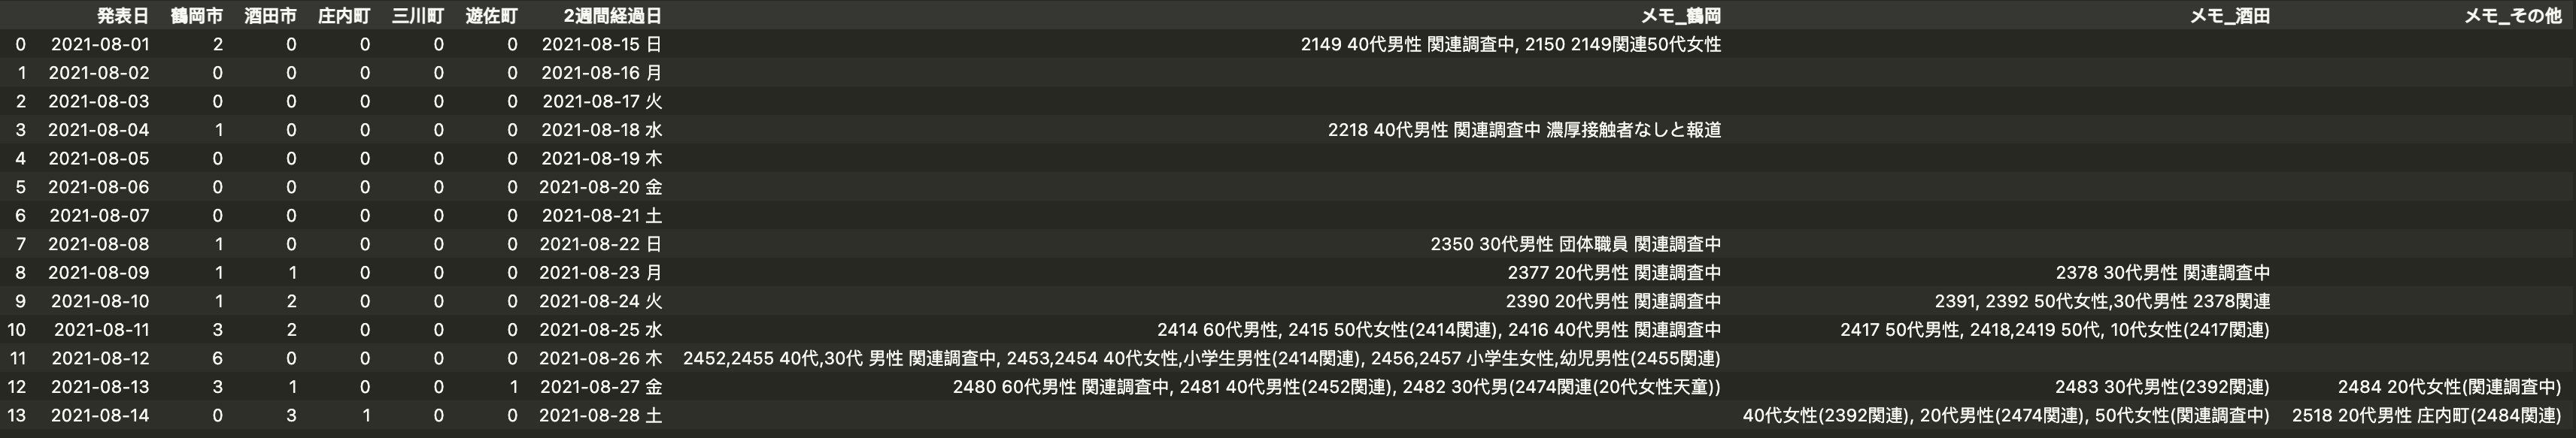 発表日 鶴岡市 酒田市 庄内町 三川町 遊佐町 2週間経過日 メモ_鶴岡 メモ_酒田 メモ_その他
0 2021-08-01 2 0 0 0 0 2021-08-15 日 2149 40代男性 関連調査中, 2150 2149関連50代女性
1 2021-08-02 0 0 0 0 0 2021-08-16 月
2 2021-08-03 0 0 0 0 0 2021-08-17 火
3 2021-08-04 1 0 0 0 0 2021-08-18 水 2218 40代男性 関連調査中 濃厚接触者なしと報道
4 2021-08-05 0 0 0 0 0 2021-08-19 木
5 2021-08-06 0 0 0 0 0 2021-08-20 金
6 2021-08-07 0 0 0 0 0 2021-08-21 土
7 2021-08-08 1 0 0 0 0 2021-08-22 日 2350 30代男性 団体職員 関連調査中
8 2021-08-09 1 1 0 0 0 2021-08-23 月 2377 20代男性 関連調査中 2378 30代男性 関連調査中
9 2021-08-10 1 2 0 0 0 2021-08-24 火 2390 20代男性 関連調査中 2391, 2392 50代女性,30代男性 2378関連
10 2021-08-11 3 2 0 0 0 2021-08-25 水 2414 60代男性, 2415 50代女性(2414関連), 2416 40代男性 関連調査中 2417 50代男性, 2418,2419 50代, 10代女性(2417関連)
11 2021-08-12 6 0 0 0 0 2021-08-26 木 2452,2455 40代,30代 男性 関連調査中, 2453,2454 40代女性,小学生男性(2414関連), 2456,2457 小学生女性,幼児男性(2455関連)
12 2021-08-13 3 1 0 0 1 2021-08-27 金 2480 60代男性 関連調査中, 2481 40代男性(2452関連), 2482 30代男(2474関連(20代女性天童)) 2483 30代男性(2392関連) 2484 20代女性(関連調査中)
13 2021-08-14 0 3 1 0 0 2021-08-28 土 40代女性(2392関連), 20代男性(2474関連), 50代女性(関連調査中) 2518 20代男性 庄内町(2484関連)